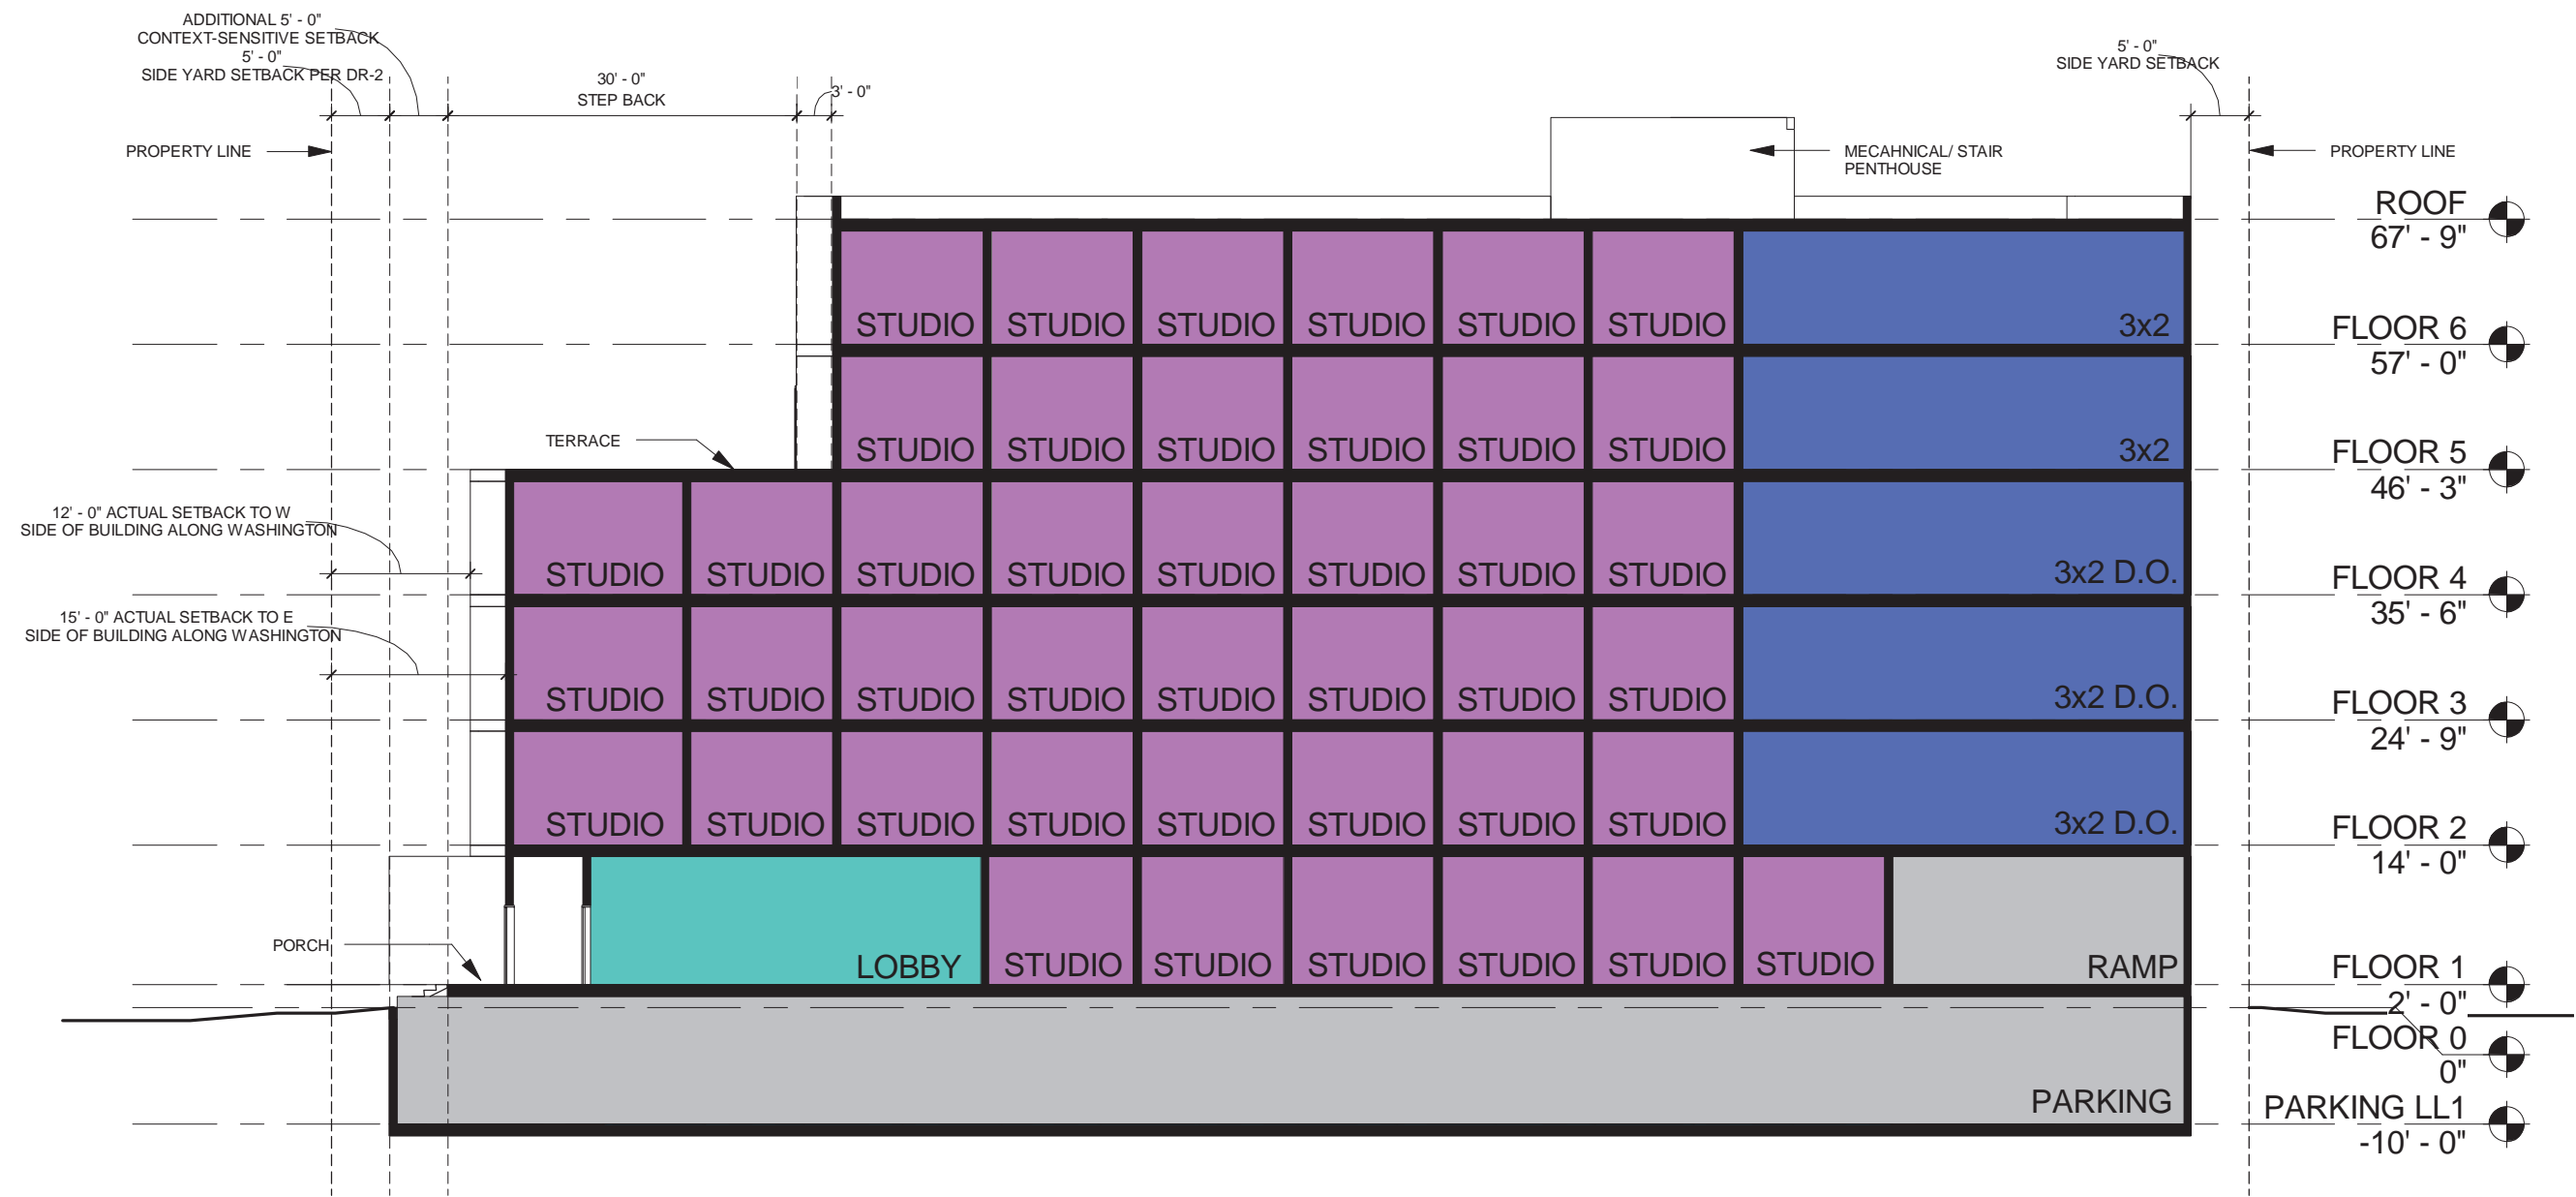 ADDITIONAL 5' - 0"
CONTEXT-SENSITIVE SETBACK
5' - 0"
SIDE YARD SETBACK PER DR-2
30' - 0"
STEP BACK
3' - 0"
5' - 0"
SIDE YARD SETBACK
PROPERTY LINE
MECAHNICAL/ STAIR
PENTHOUSE
PROPERTY LINE
ROOF
67' - 9"
STUDIO STUDIO STUDIO STUDIO STUDIO STUDIO 3x2
FLOOR 6
57' - 0"
TERRACE
STUDIO STUDIO STUDIO STUDIO STUDIO STUDIO 3x2
FLOOR 5
46' - 3"
12' - 0" ACTUAL SETBACK TO W
SIDE OF BUILDING ALONG WASHINGTON
STUDIO STUDIO STUDIO STUDIO STUDIO STUDIO STUDIO STUDIO 3x2 D.O.
FLOOR 4
35' - 6"
15' - 0" ACTUAL SETBACK TO E
SIDE OF BUILDING ALONG WASHINGTON
STUDIO STUDIO STUDIO STUDIO STUDIO STUDIO STUDIO STUDIO 3x2 D.O.
FLOOR 3
24' - 9"
STUDIO STUDIO STUDIO STUDIO STUDIO STUDIO STUDIO STUDIO 3x2 D.O.
FLOOR 2
14' - 0"
PORCH
LOBBY STUDIO STUDIO STUDIO STUDIO STUDIO STUDIO RAMP
FLOOR 1
2' - 0"
FLOOR 0
0"
PARKING
PARKING LL1
-10' - 0"